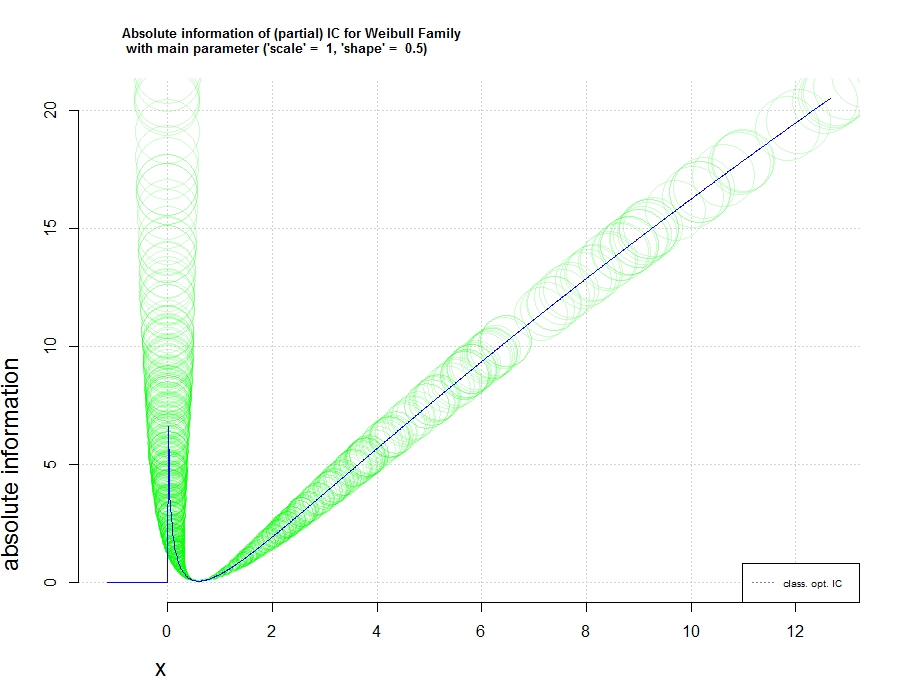 Absolute information of (partial) IC for Weibull Family
with main parameter ('scale' = 1, 'shape' = 0.5)
absolute information
20
15
10
5
0
class. opt. IC
0 2 4 6 8 10 12
x